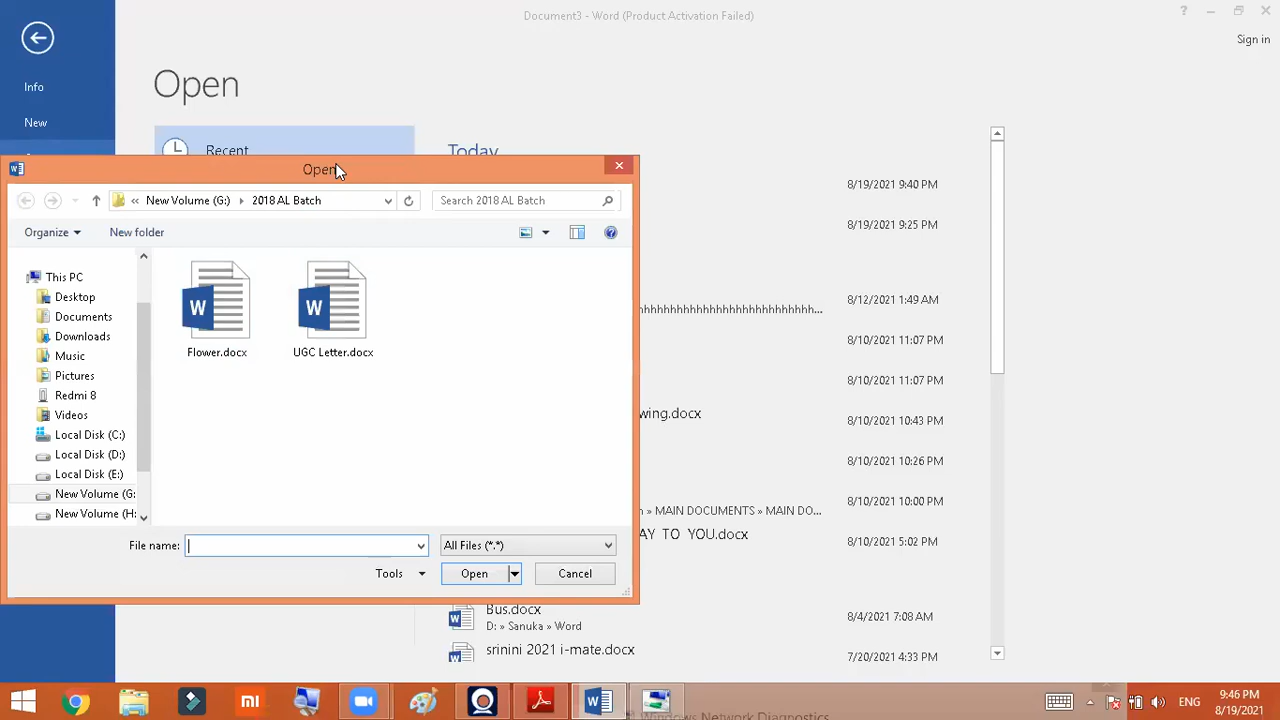 Document3 - Word (Product Activation Failed)
Sign in
Info
New
Open
Recent
Today
8/19/2021 9:40 PM
8/19/2021 9:25 PM
8/12/2021 1:49 AM
8/10/2021 11:07 PM
8/10/2021 11:07 PM
wing.docx
8/10/2021 10:43 PM
8/10/2021 10:26 PM
8/10/2021 10:00 PM
» MAIN DOCUMENTS » MAIN DO...
AY TO YOU.docx
8/10/2021 5:02 PM
Bus.docx
8/4/2021 7:08 AM
D: » Sanuka » Word
srinini 2021 i-mate.docx
7/20/2021 4:33 PM
Open
New Volume (G:)
2018 AL Batch
Search 2018 AL Batch
Organize
New folder
This PC
Desktop
Documents
Downloads
Music
Pictures
Redmi 8
Videos
Local Disk (C:)
Local Disk (D:)
Local Disk (E:)
New Volume (G:
New Volume (H:
Flower.docx
UGC Letter.docx
File name:
All Files (*.*)
Tools
Open
Cancel
mi
ENG
9:46 PM
8/19/2021